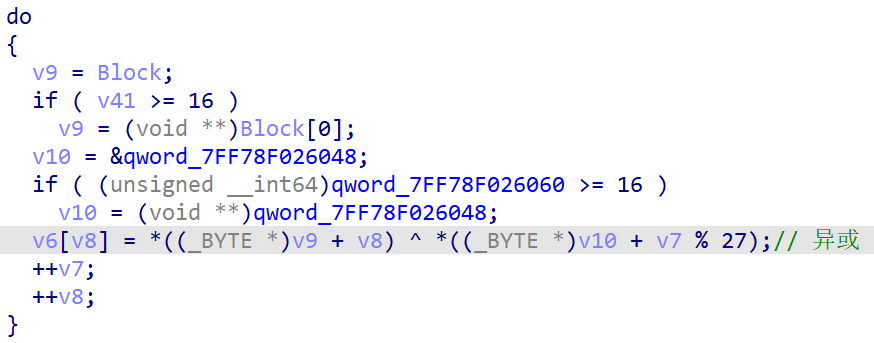 do
{
  v9 = Block;
  if ( v41 >= 16 )
    v9 = (void **)Block[0];
  v10 = &qword_7FF78F026048;
  if ( (unsigned __int64)qword_7FF78F026060 >= 16 )
    v10 = (void **)qword_7FF78F026048;
  v6[v8] = *((_BYTE *)v9 + v8) ^ *((_BYTE *)v10 + v7 % 27);// 异或
  ++v7;
  ++v8;
}